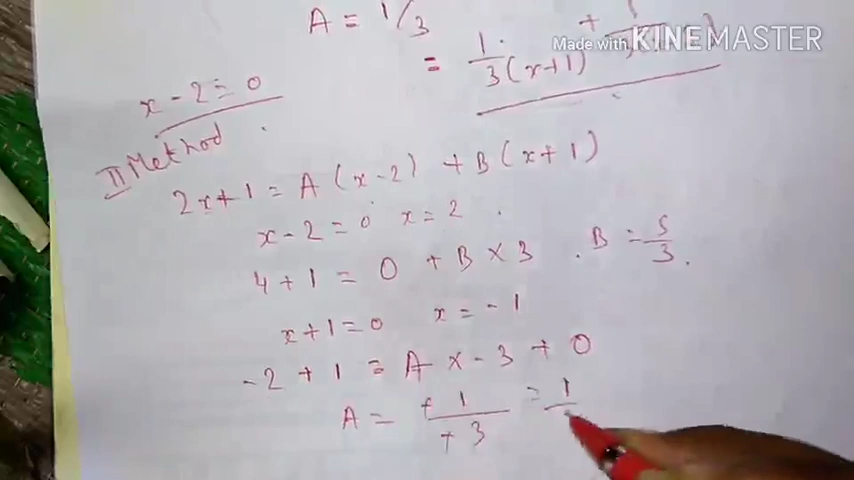 A = 1/3
= 1/3(x+1) + 1
Made with KINEMASTER
x - 2 = 0
II Method
2x + 1 = A (x - 2) + B (x + 1)
x - 2 = 0 x = 2
4 + 1 = 0 + B × 3 . B = 5/3 .
x + 1 = 0 x = - 1
- 2 + 1 = A × - 3 + 0
A = + 1 / + 3 = 1